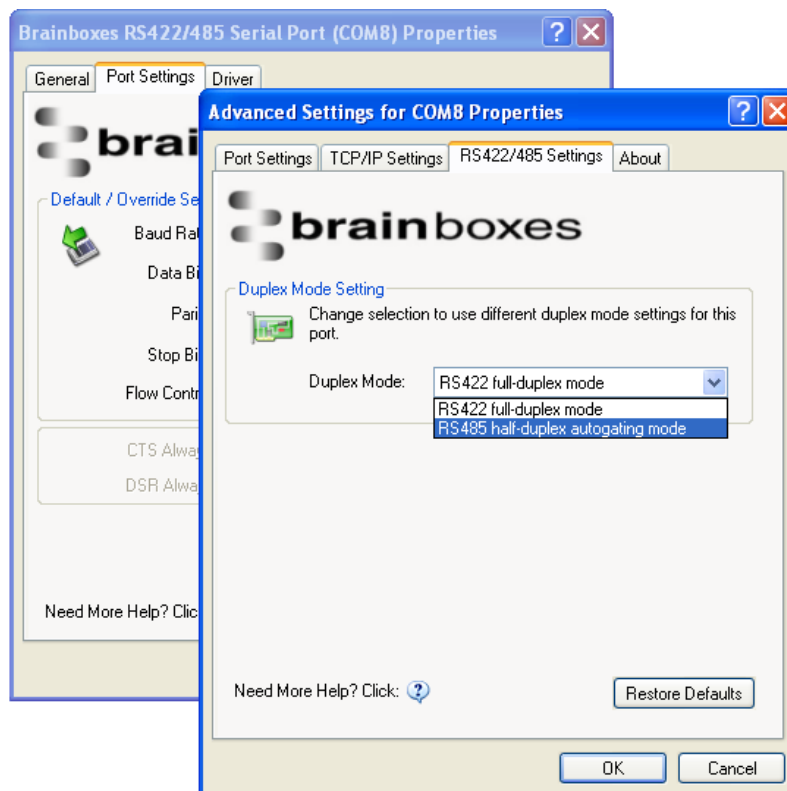 Brainboxes RS422/485 Serial Port (COM8) Properties
General Port Settings Driver
brai
Default / Override Se
Baud Ra
Data Bi
Pari
Stop Bi
Flow Contr
CTS Alwa
DSR Alwa
Need More Help? Clic
Advanced Settings for COM8 Properties
Port Settings TCP/IP Settings RS422/485 Settings About
brainboxes
Duplex Mode Setting
Change selection to use different duplex mode settings for this
port.
Duplex Mode: RS422 full-duplex mode
RS422 full-duplex mode
RS485 half-duplex autogating mode
Need More Help? Click:
Restore Defaults
OK Cancel